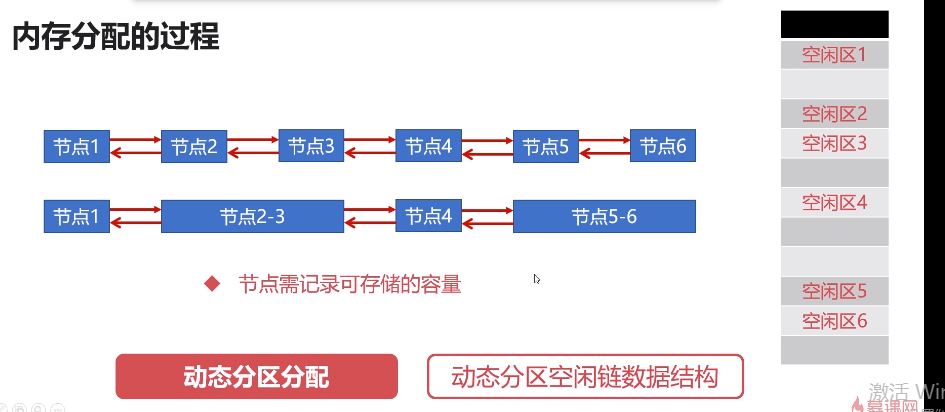 内存分配的过程
空闲区1
空闲区2
空闲区3
空闲区4
空闲区5
空闲区6
节点1
节点2
节点3
节点4
节点5
节点6
节点1
节点2-3
节点4
节点5-6
节点需记录可存储的容量
动态分区分配
动态分区空闲链数据结构
激活 Win
慕课网